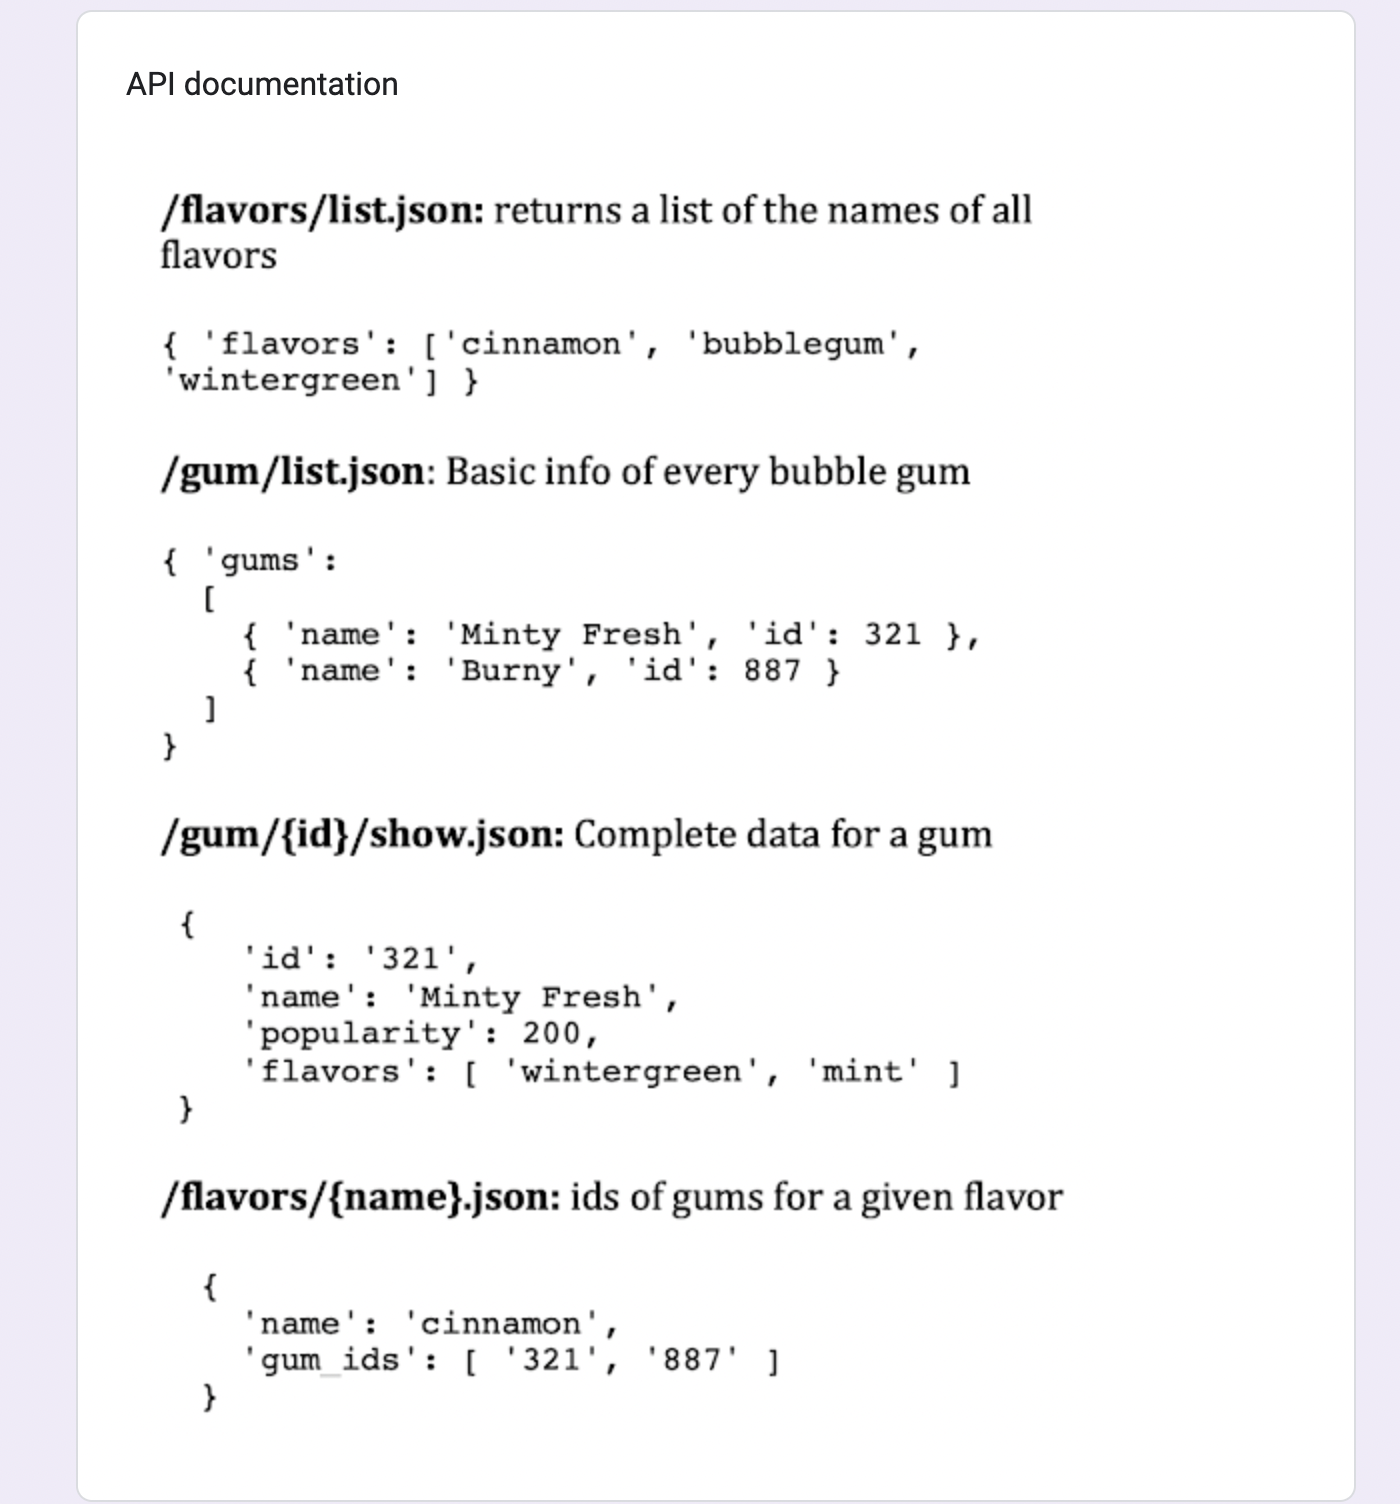 API documentation
/flavors/list.json: returns a list of the names of all
flavors
{ 'flavors': ['cinnamon', 'bubblegum',
'wintergreen'] }
/gum/list.json: Basic info of every bubble gum
{ 'gums':
[
{ 'name': 'Minty Fresh', 'id': 321 },
{ 'name': 'Burny', 'id': 887 }
]
}
/gum/{id}/show.json: Complete data for a gum
{
'id': '321',
'name': 'Minty Fresh',
'popularity': 200,
'flavors': [ 'wintergreen', 'mint' ]
}
/flavors/{name}.json: ids of gums for a given flavor
{
'name': 'cinnamon',
'gum_ids': [ '321', '887' ]
}